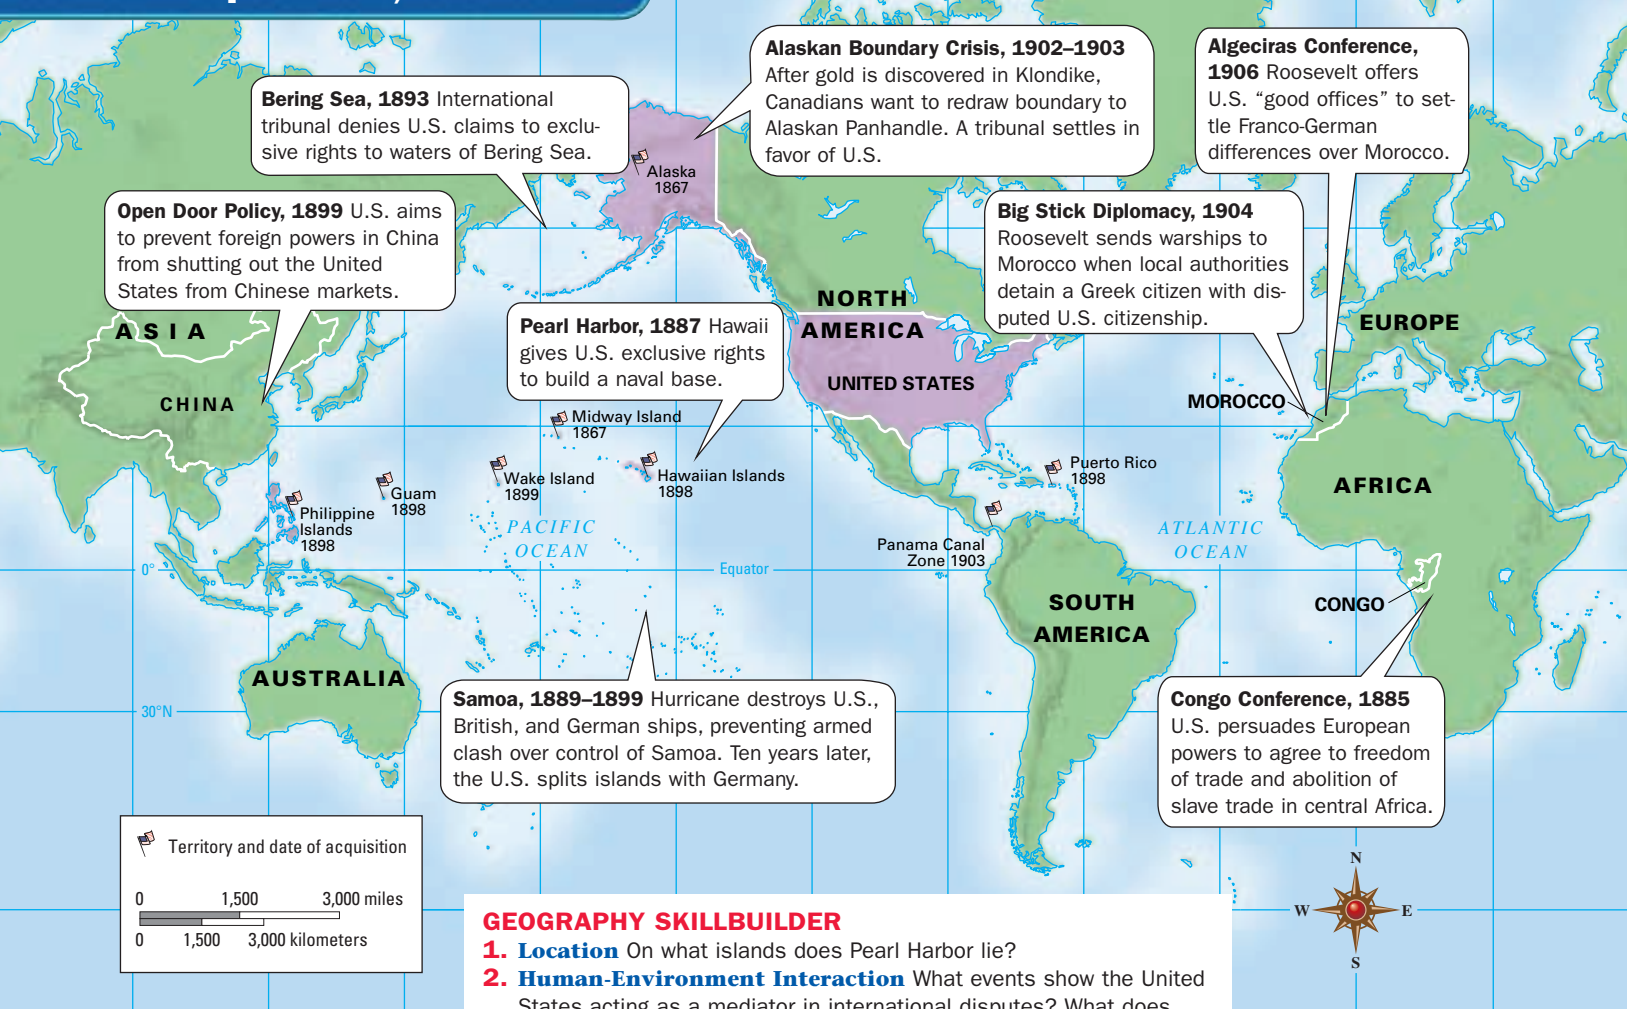 Alaskan Boundary Crisis, 1902–1903
After gold is discovered in Klondike,
Canadians want to redraw boundary to
Alaskan Panhandle. A tribunal settles in
favor of U.S.
Algeciras Conference,
1906 Roosevelt offers
U.S. “good offices” to set-
tle Franco-German
differences over Morocco.
Bering Sea, 1893 International
tribunal denies U.S. claims to exclu-
sive rights to waters of Bering Sea.
Alaska
1867
Open Door Policy, 1899 U.S. aims
to prevent foreign powers in China
from shutting out the United
States from Chinese markets.
Big Stick Diplomacy, 1904
Roosevelt sends warships to
Morocco when local authorities
detain a Greek citizen with dis-
puted U.S. citizenship.
Pearl Harbor, 1887 Hawaii
gives U.S. exclusive rights
to build a naval base.
NORTH
AMERICA
UNITED STATES
ASIA
CHINA
EUROPE
MOROCCO
Midway Island
1867
Wake Island
1899
Hawaiian Islands
1898
Guam
1898
Philippine
Islands
1898
Puerto Rico
1898
AFRICA
PACIFIC
OCEAN
ATLANTIC
OCEAN
Panama Canal
Zone 1903
0°
Equator
CONGO
SOUTH
AMERICA
AUSTRALIA
30°N
Samoa, 1889–1899 Hurricane destroys U.S.,
British, and German ships, preventing armed
clash over control of Samoa. Ten years later,
the U.S. splits islands with Germany.
Congo Conference, 1885
U.S. persuades European
powers to agree to freedom
of trade and abolition of
slave trade in central Africa.
Territory and date of acquisition
0 1,500 3,000 miles
0 1,500 3,000 kilometers
N
W E
S
GEOGRAPHY SKILLBUILDER
1. Location On what islands does Pearl Harbor lie?
2. Human-Environment Interaction What events show the United
States acting as a mediator in international disputes? What does